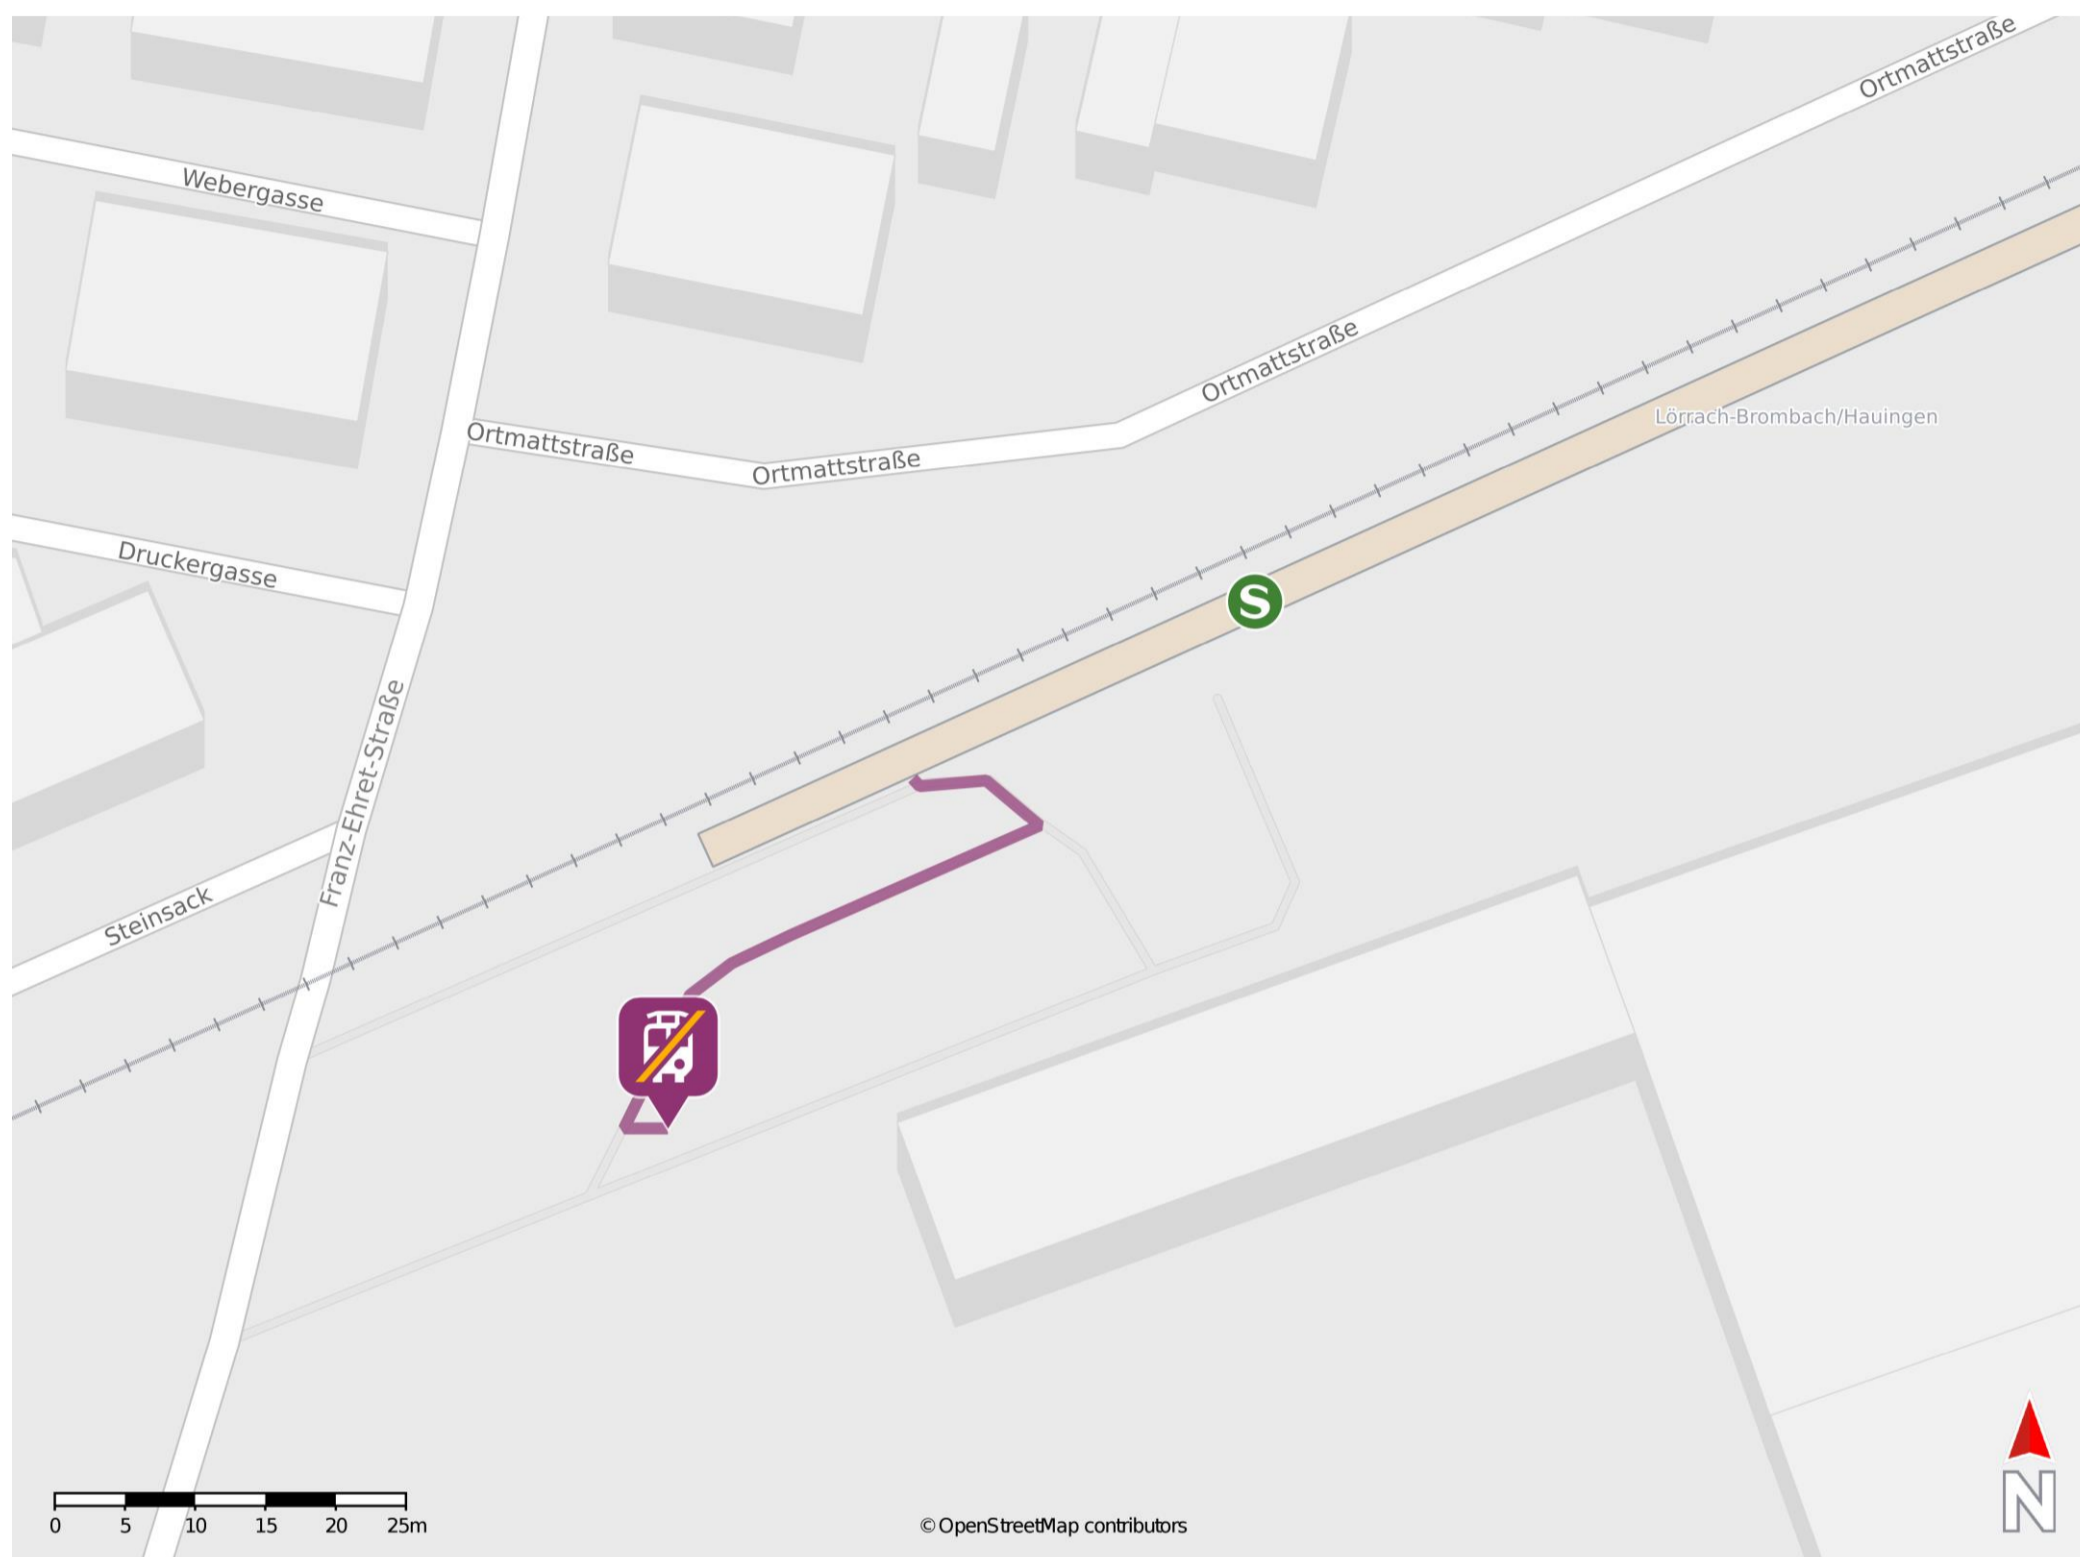 Ortmattstraße
Webergasse
Ortmattstraße
Lörrach-Brombach/Hauingen
Ortmattstraße
Ortmattstraße
Druckergasse
S
Franz-Ehret-Straße
Steinsack
0 5 10 15 20 25m
© OpenStreetMap contributors
N